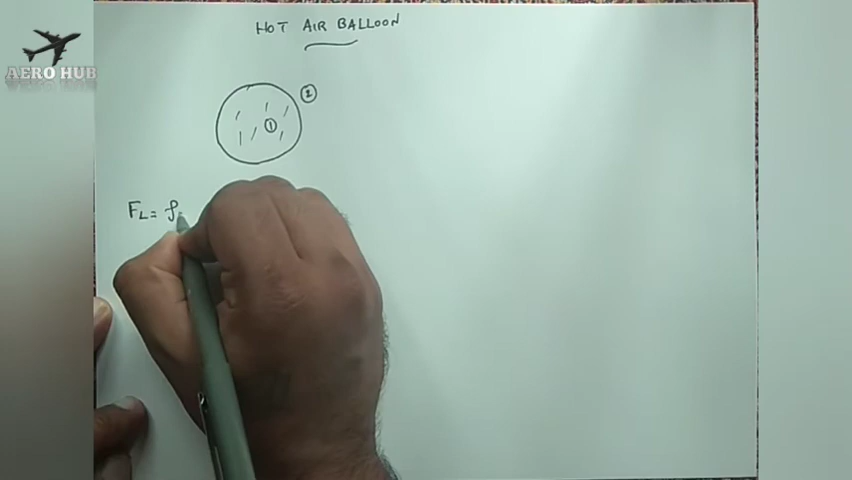 HOT AIR BALLOON
AERO HUB
②
①
F_L = ρ